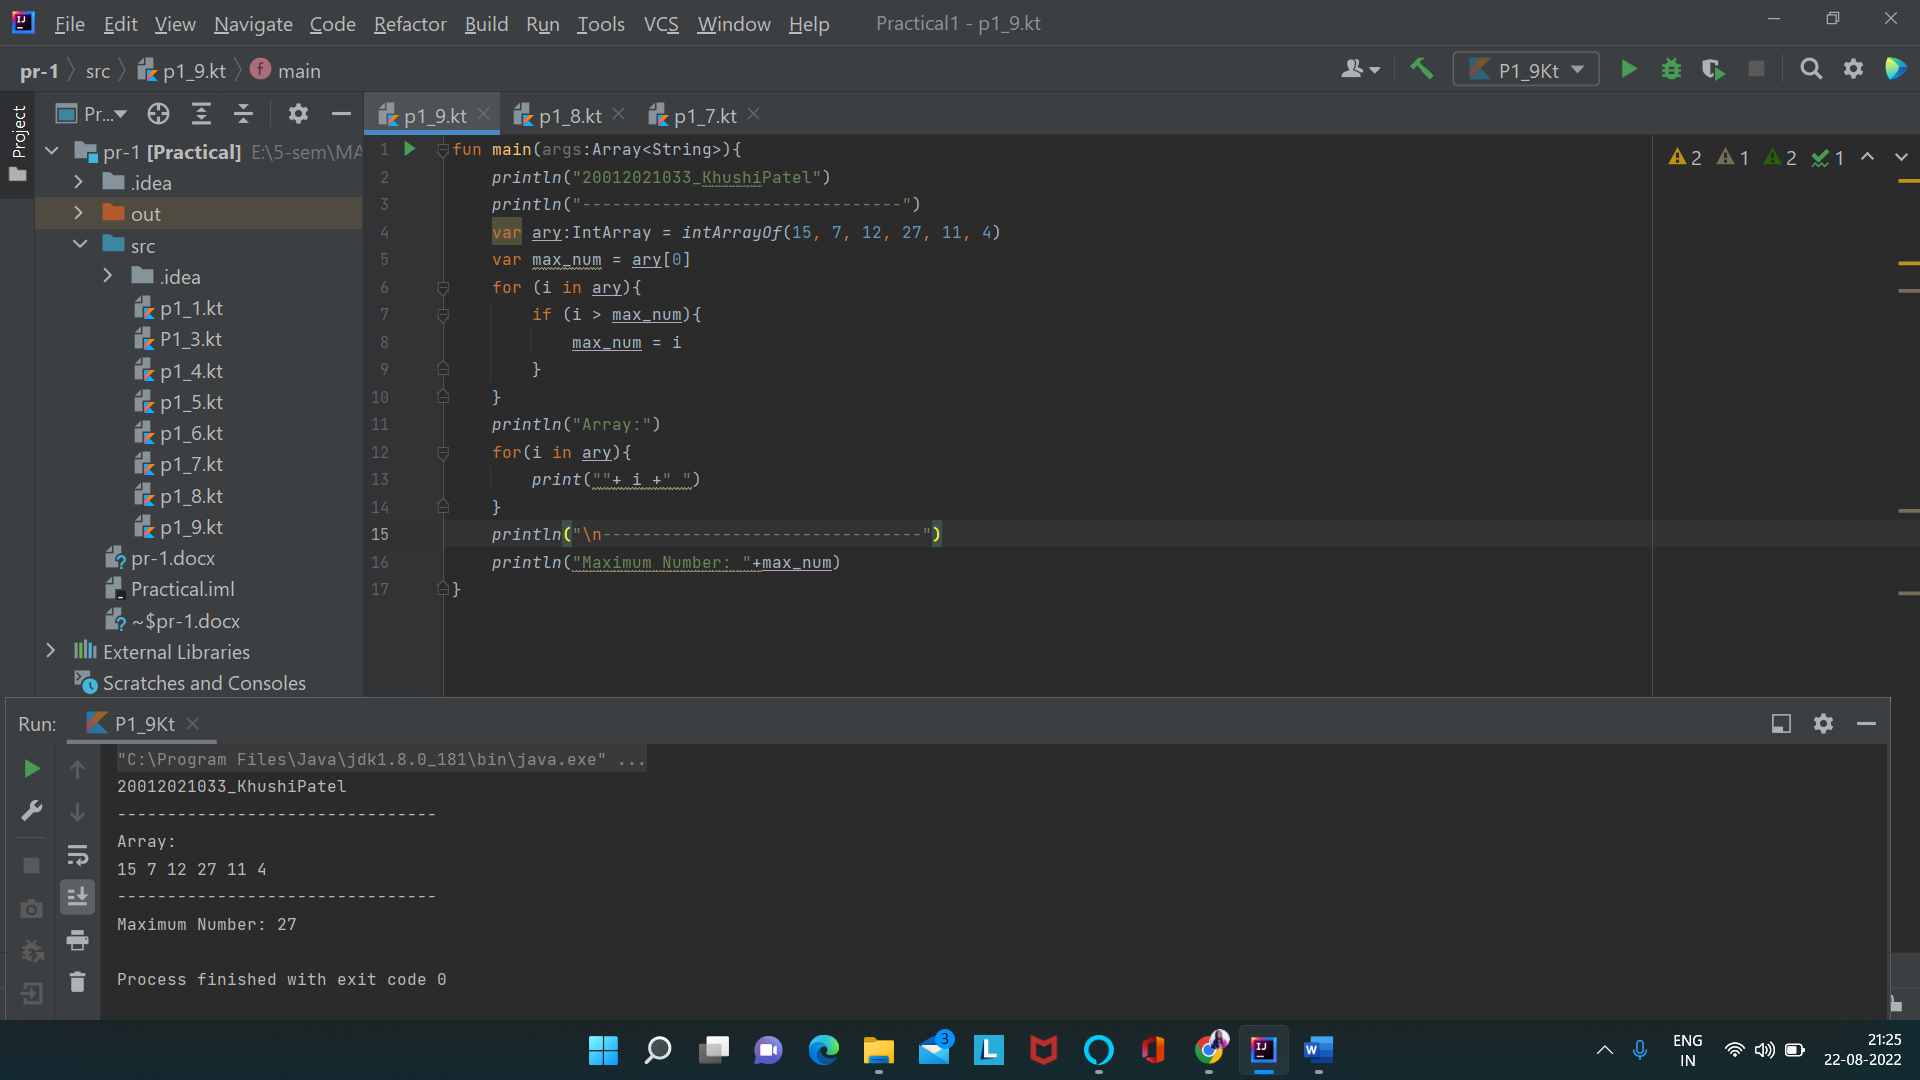 File Edit View Navigate Code Refactor Build Run Tools VCS Window Help Practical1 - p1_9.kt
pr-1 src p1_9.kt main P1_9Kt
Project
Pr...
p1_9.kt p1_8.kt p1_7.kt
pr-1 [Practical] E:\5-sem\MA
.idea
out
src
.idea
p1_1.kt
P1_3.kt
p1_4.kt
p1_5.kt
p1_6.kt
p1_7.kt
p1_8.kt
p1_9.kt
pr-1.docx
Practical.iml
~$pr-1.docx
External Libraries
Scratches and Consoles
2 1 2 1
1 fun main(args:Array<String>){
2 println("20012021033_KhushiPatel")
3 println("--------------------------------")
4 var ary:IntArray = intArrayOf(15, 7, 12, 27, 11, 4)
5 var max_num = ary[0]
6 for (i in ary){
7 if (i > max_num){
8 max_num = i
9 }
10 }
11 println("Array:")
12 for(i in ary){
13 print(""+ i +" ")
14 }
15 println("\n--------------------------------")
16 println("Maximum Number: "+max_num)
17 }
Run: P1_9Kt
"C:\Program Files\Java\jdk1.8.0_181\bin\java.exe" ...
20012021033_KhushiPatel
--------------------------------
Array:
15 7 12 27 11 4
--------------------------------
Maximum Number: 27
Process finished with exit code 0
3
ENG
IN
21:25
22-08-2022